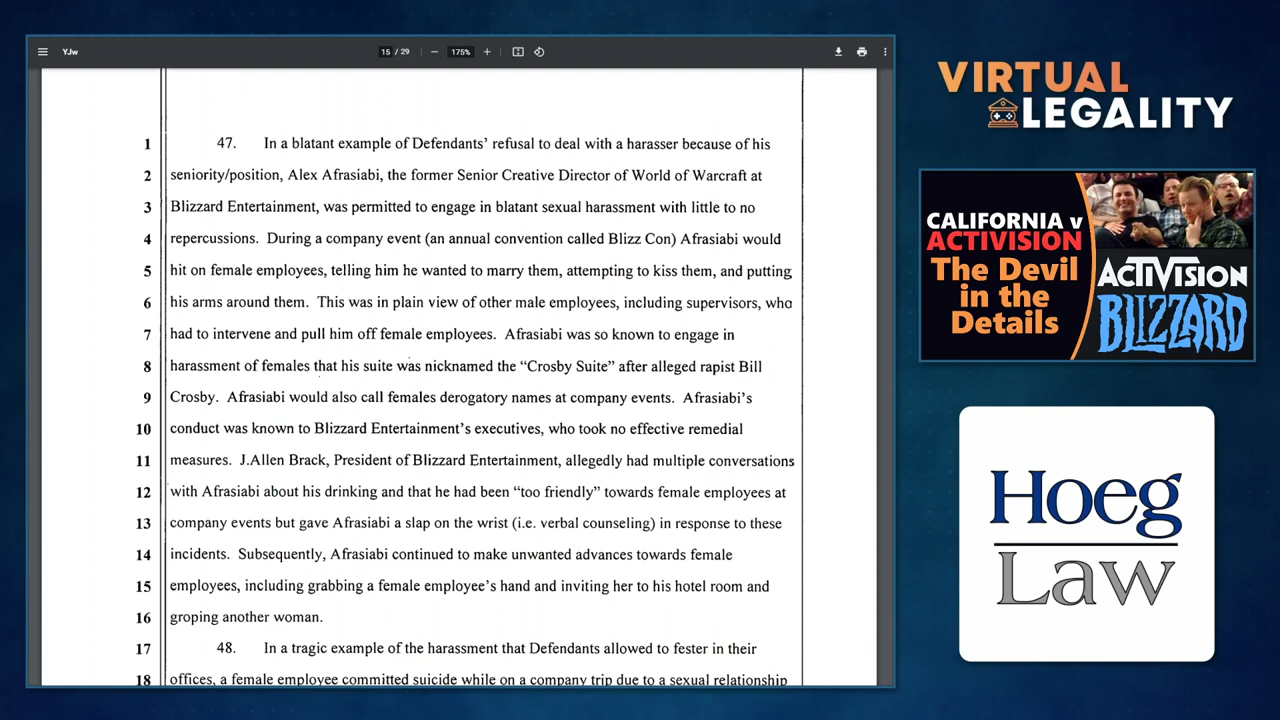 YJw
15 / 29
175%
1 47. In a blatant example of Defendants' refusal to deal with a harasser because of his
2 seniority/position, Alex Afrasiabi, the former Senior Creative Director of World of Warcraft at
3 Blizzard Entertainment, was permitted to engage in blatant sexual harassment with little to no
4 repercussions. During a company event (an annual convention called Blizz Con) Afrasiabi would
5 hit on female employees, telling him he wanted to marry them, attempting to kiss them, and putting
6 his arms around them. This was in plain view of other male employees, including supervisors, who
7 had to intervene and pull him off female employees. Afrasiabi was so known to engage in
8 harassment of females that his suite was nicknamed the “Crosby Suite” after alleged rapist Bill
9 Crosby. Afrasiabi would also call females derogatory names at company events. Afrasiabi's
10 conduct was known to Blizzard Entertainment's executives, who took no effective remedial
11 measures. J.Allen Brack, President of Blizzard Entertainment, allegedly had multiple conversations
12 with Afrasiabi about his drinking and that he had been “too friendly” towards female employees at
13 company events but gave Afrasiabi a slap on the wrist (i.e. verbal counseling) in response to these
14 incidents. Subsequently, Afrasiabi continued to make unwanted advances towards female
15 employees, including grabbing a female employee's hand and inviting her to his hotel room and
16 groping another woman.
17 48. In a tragic example of the harassment that Defendants allowed to fester in their
18 offices, a female employee committed suicide while on a company trip due to a sexual relationship
VIRTUAL
LEGALITY
CALIFORNIA v
ACTIVISION
The Devil
in the
Details
ACTIVISION
BLIZZARD
Hoeg
Law